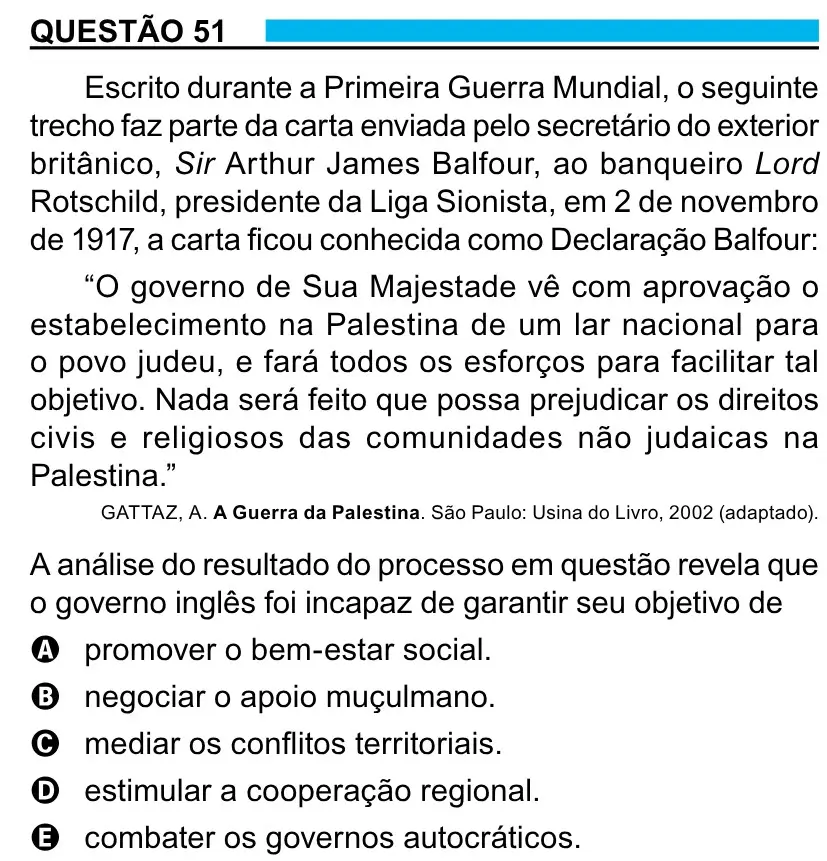 QUESTÃO 51
Escrito durante a Primeira Guerra Mundial, o seguinte
trecho faz parte da carta enviada pelo secretário do exterior
britânico, Sir Arthur James Balfour, ao banqueiro Lord
Rotschild, presidente da Liga Sionista, em 2 de novembro
de 1917, a carta ficou conhecida como Declaração Balfour:
“O governo de Sua Majestade vê com aprovação o
estabelecimento na Palestina de um lar nacional para
o povo judeu, e fará todos os esforços para facilitar tal
objetivo. Nada será feito que possa prejudicar os direitos
civis e religiosos das comunidades não judaicas na
Palestina.”
GATTAZ, A. A Guerra da Palestina. São Paulo: Usina do Livro, 2002 (adaptado).
A análise do resultado do processo em questão revela que
o governo inglês foi incapaz de garantir seu objetivo de
A promover o bem-estar social.
B negociar o apoio muçulmano.
C mediar os conflitos territoriais.
D estimular a cooperação regional.
E combater os governos autocráticos.